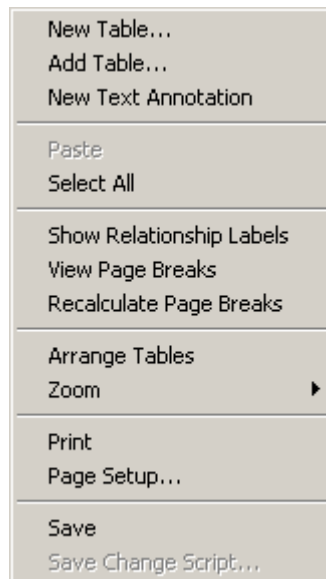 New Table...
Add Table...
New Text Annotation
Paste
Select All
Show Relationship Labels
View Page Breaks
Recalculate Page Breaks
Arrange Tables
Zoom
Print
Page Setup...
Save
Save Change Script...